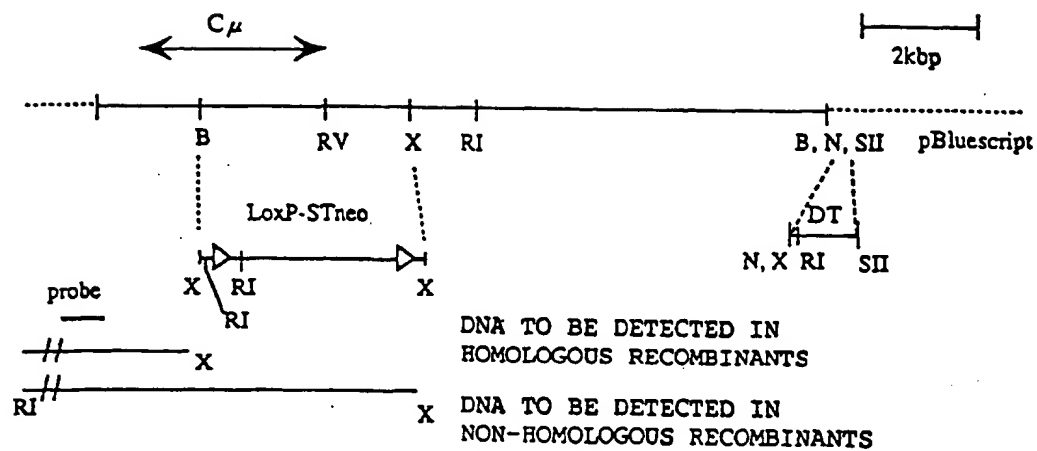 Cμ
2kbp
B RV X RI B, N, SII pBluescript
LoxP-STneo
DT
X RI X
N, X RI SII
probe
RI
DNA TO BE DETECTED IN
HOMOLOGOUS RECOMBINANTS
X
RI X
DNA TO BE DETECTED IN
NON-HOMOLOGOUS RECOMBINANTS